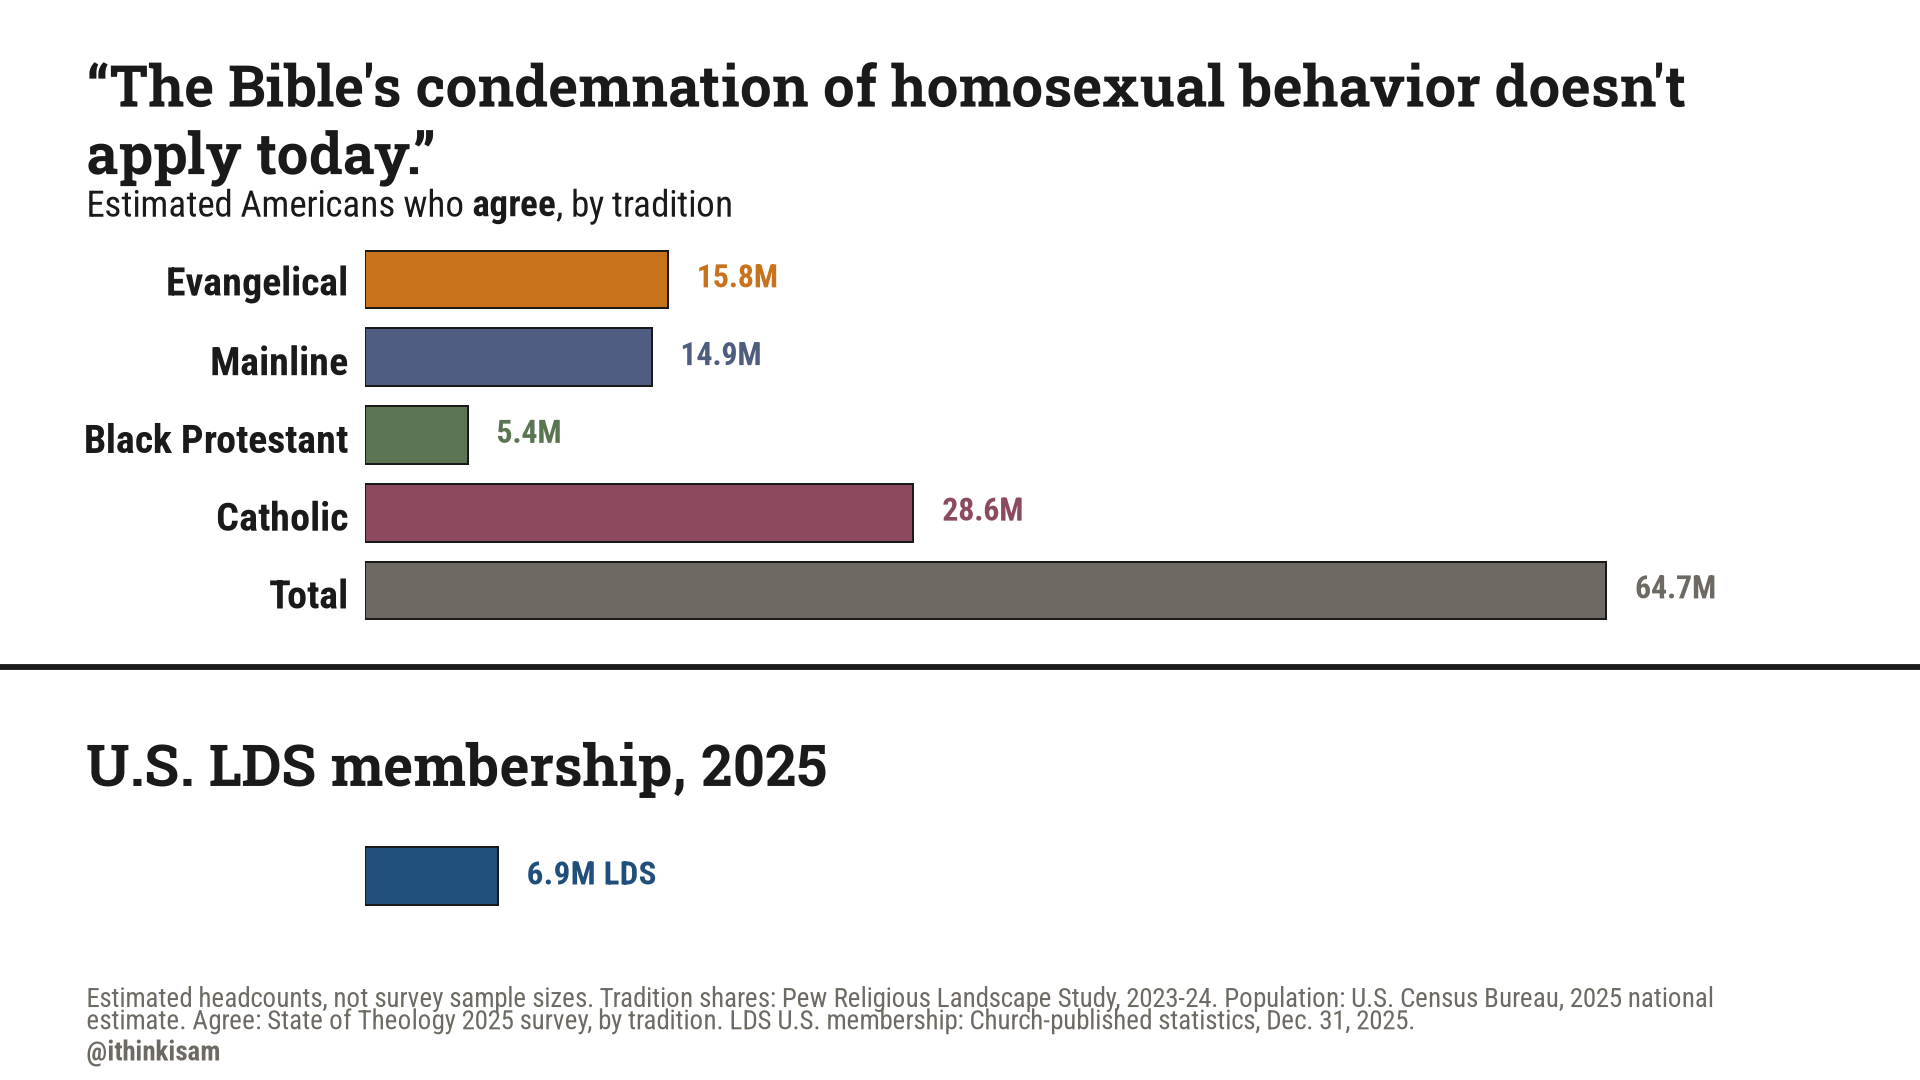 “The Bible's condemnation of homosexual behavior doesn't
apply today.”
Estimated Americans who agree, by tradition
Evangelical 15.8M
Mainline 14.9M
Black Protestant 5.4M
Catholic 28.6M
Total 64.7M
U.S. LDS membership, 2025
6.9M LDS
Estimated headcounts, not survey sample sizes. Tradition shares: Pew Religious Landscape Study, 2023-24. Population: U.S. Census Bureau, 2025 national
estimate. Agree: State of Theology 2025 survey, by tradition. LDS U.S. membership: Church-published statistics, Dec. 31, 2025.
@ithinkisam